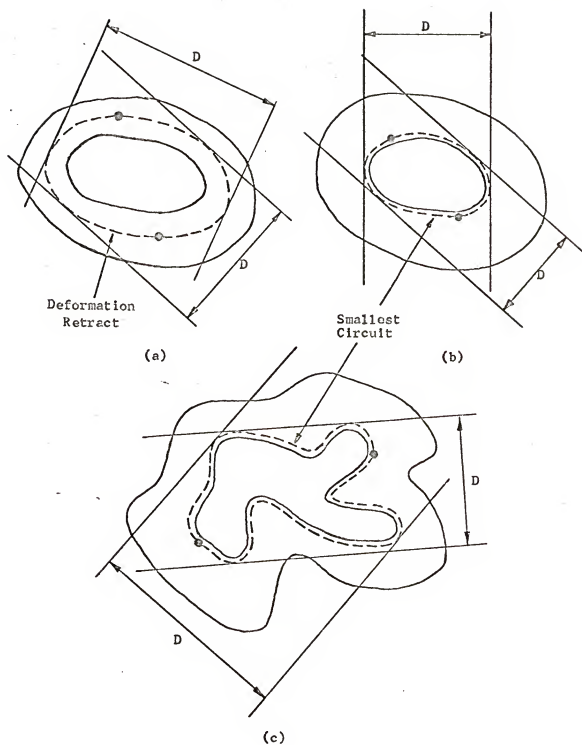 D
D
D
D
Deformation
Retract
Smallest
Circuit
(a)
(b)
D
D
(c)